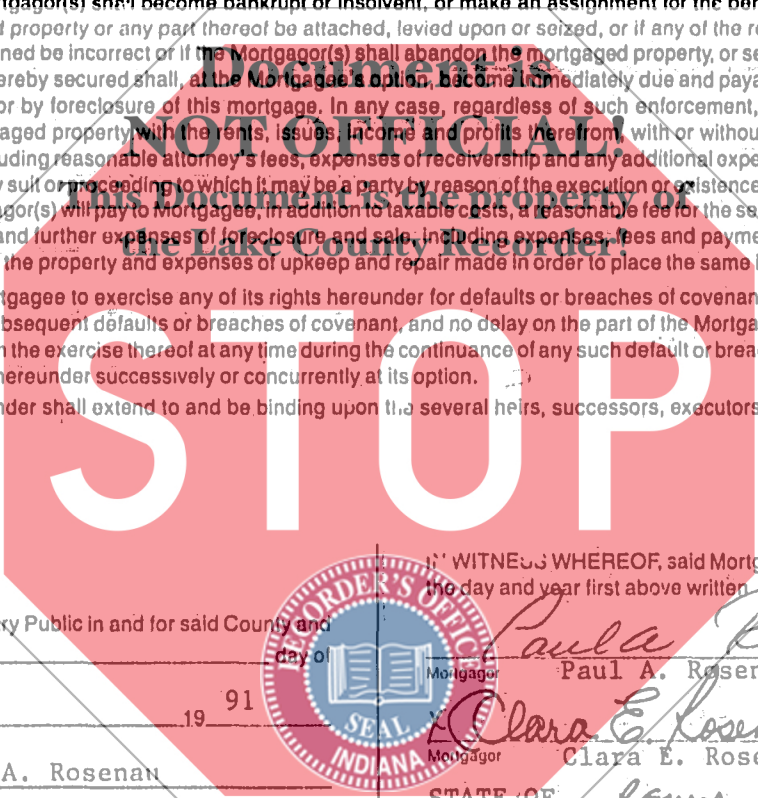 gagor(s) shall become bankrupt or insolvent, or make an assignment for the ben
property or any part thereof be attached, levied upon or seized, or if any of the re
ned be incorrect or if the Mortgagor(s) shall abandon the mortgaged property, or se
Document is
ereby secured shall, at the Mortgagee's option, become immediately due and paya
or by foreclosure of this mortgage. In any case, regardless of such enforcement,
NOT OFFICIAL!
aged property with the rents, issues, income and profits therefrom, with or withou
uding reasonable attorney's fees, expenses of receivership and any additional expe
suit or proceeding to which it may be a party by reason of the execution or existence
This Document is the property of
gor(s) will pay to Mortgagee, in addition to taxable costs, a reasonable fee for the se
and further expenses of foreclosure and sale, including expenses, fees and payme
the Lake County Recorder!
the property and expenses of upkeep and repair made in order to place the same
tgagee to exercise any of its rights hereunder for defaults or breaches of covenan
bsequent defaults or breaches of covenant, and no delay on the part of the Mortga
the exercise thereof at any time during the continuance of any such default or brea
hereunder successively or concurrently at its option.
der shall extend to and be binding upon the several heirs, successors, executors
STOP
IN WITNESS WHEREOF, said Mortg
the day and year first above written
RECORDER'S OFFICE
SEAL
INDIANA
ry Public in and for said County and
day of
Paul A
Mortgagor Paul A. Rosen
19 91
Clara E. Rosen
Mortgagor Clara E. Rose
A. Rosenau
STATE OF